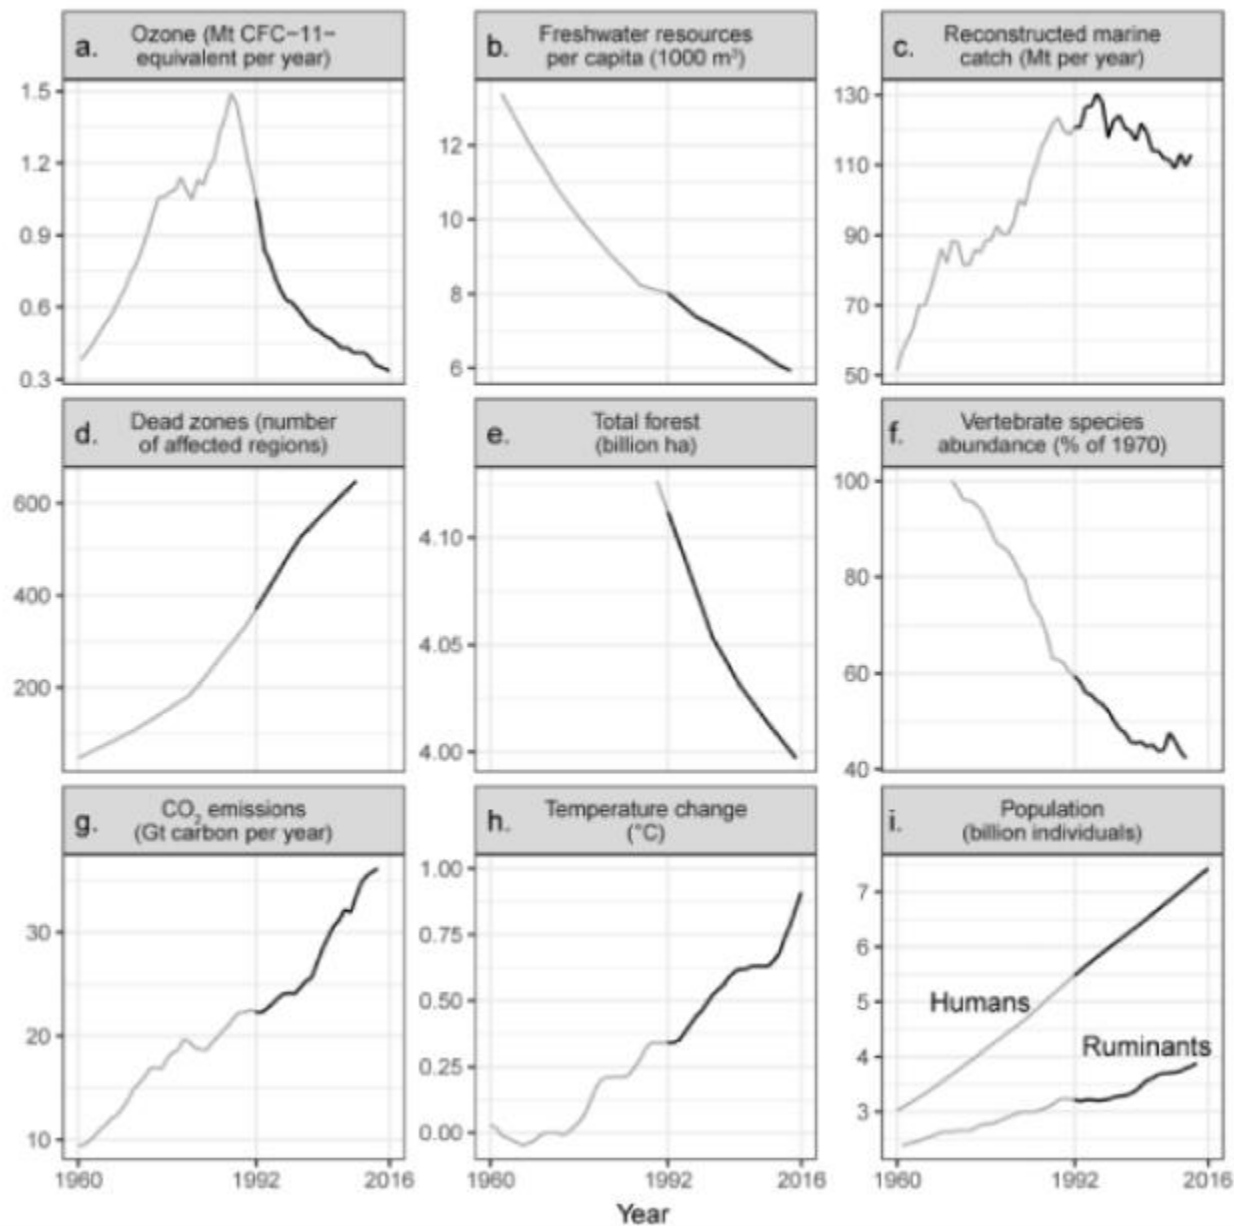 a. Ozone (Mt CFC−11−
equivalent per year)
b. Freshwater resources
per capita (1000 m³)
c. Reconstructed marine
catch (Mt per year)
1.5
1.2
0.9
0.6
0.3
12
10
8
6
130
110
90
70
50
d. Dead zones (number
of affected regions)
e. Total forest
(billion ha)
f. Vertebrate species
abundance (% of 1970)
600
400
200
4.10
4.05
4.00
100
80
60
40
g. CO₂ emissions
(Gt carbon per year)
h. Temperature change
(°C)
i. Population
(billion individuals)
30
20
10
1.00
0.75
0.50
0.25
0.00
7
6
5
4
3
Humans
Ruminants
1960 1992 2016
1960 1992 2016
1960 1992 2016
Year